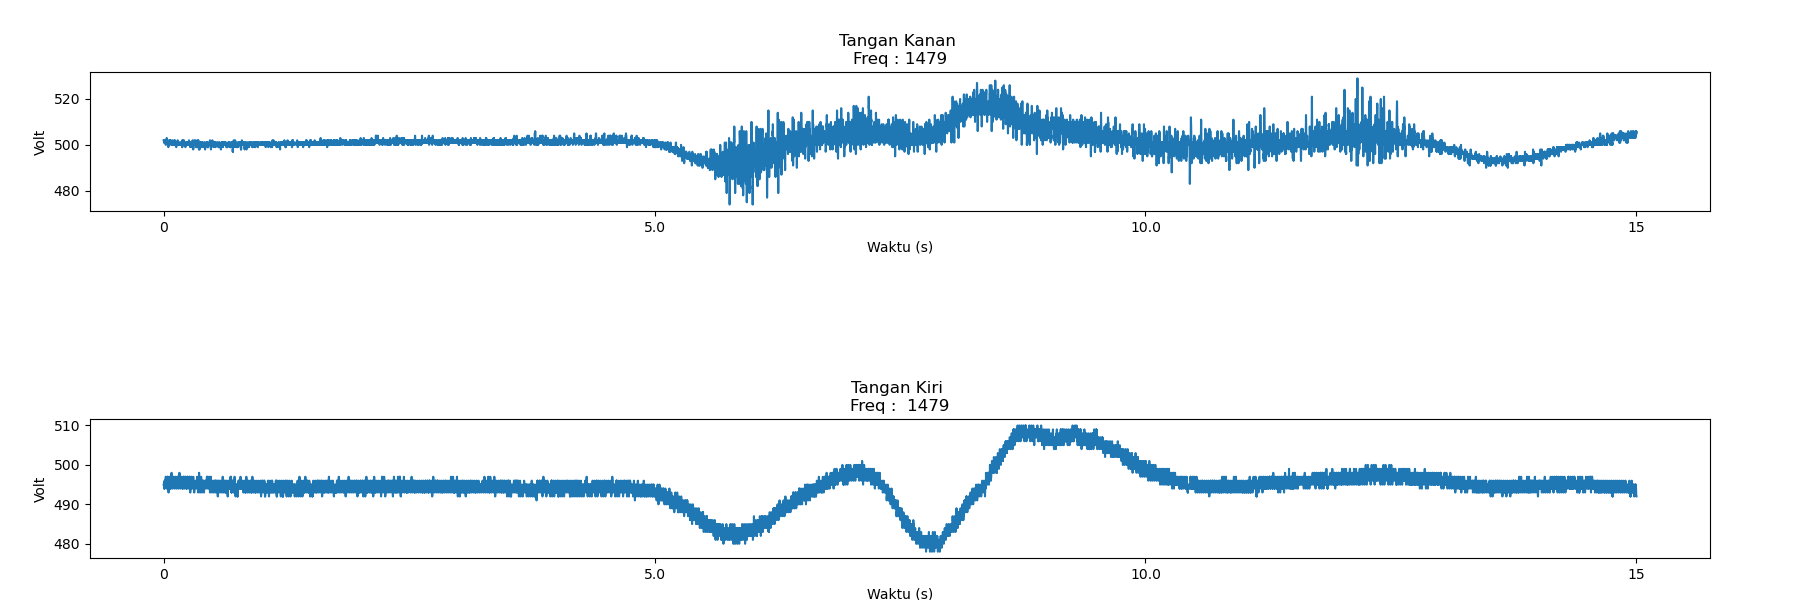 Tangan Kanan
Freq : 1479
Volt
520
500
480
0 5.0 10.0 15
Waktu (s)
Tangan Kiri
Freq :  1479
Volt
510
500
490
480
0 5.0 10.0 15
Waktu (s)